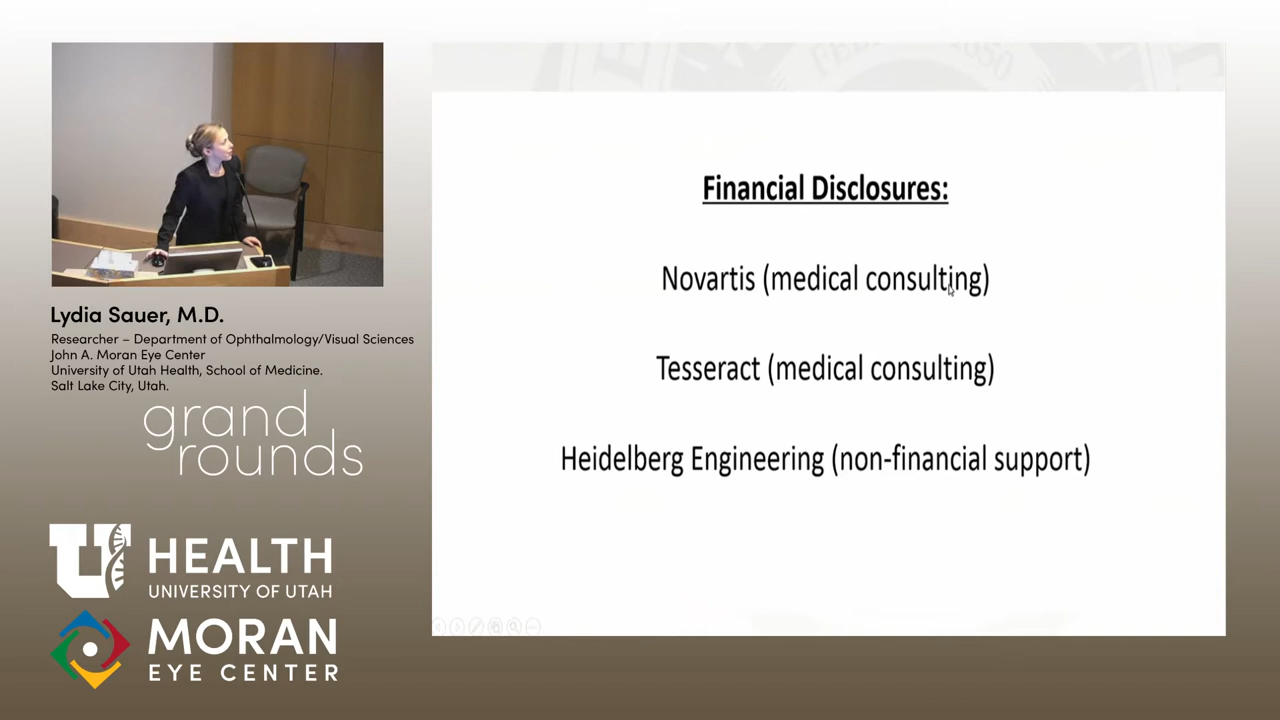 Financial Disclosures:
Novartis (medical consulting)
Tesseract (medical consulting)
Heidelberg Engineering (non-financial support)
Lydia Sauer, M.D.
Researcher – Department of Ophthalmology/Visual Sciences
John A. Moran Eye Center
University of Utah Health, School of Medicine.
Salt Lake City, Utah.
grand
rounds
U HEALTH
UNIVERSITY OF UTAH
MORAN
EYE CENTER